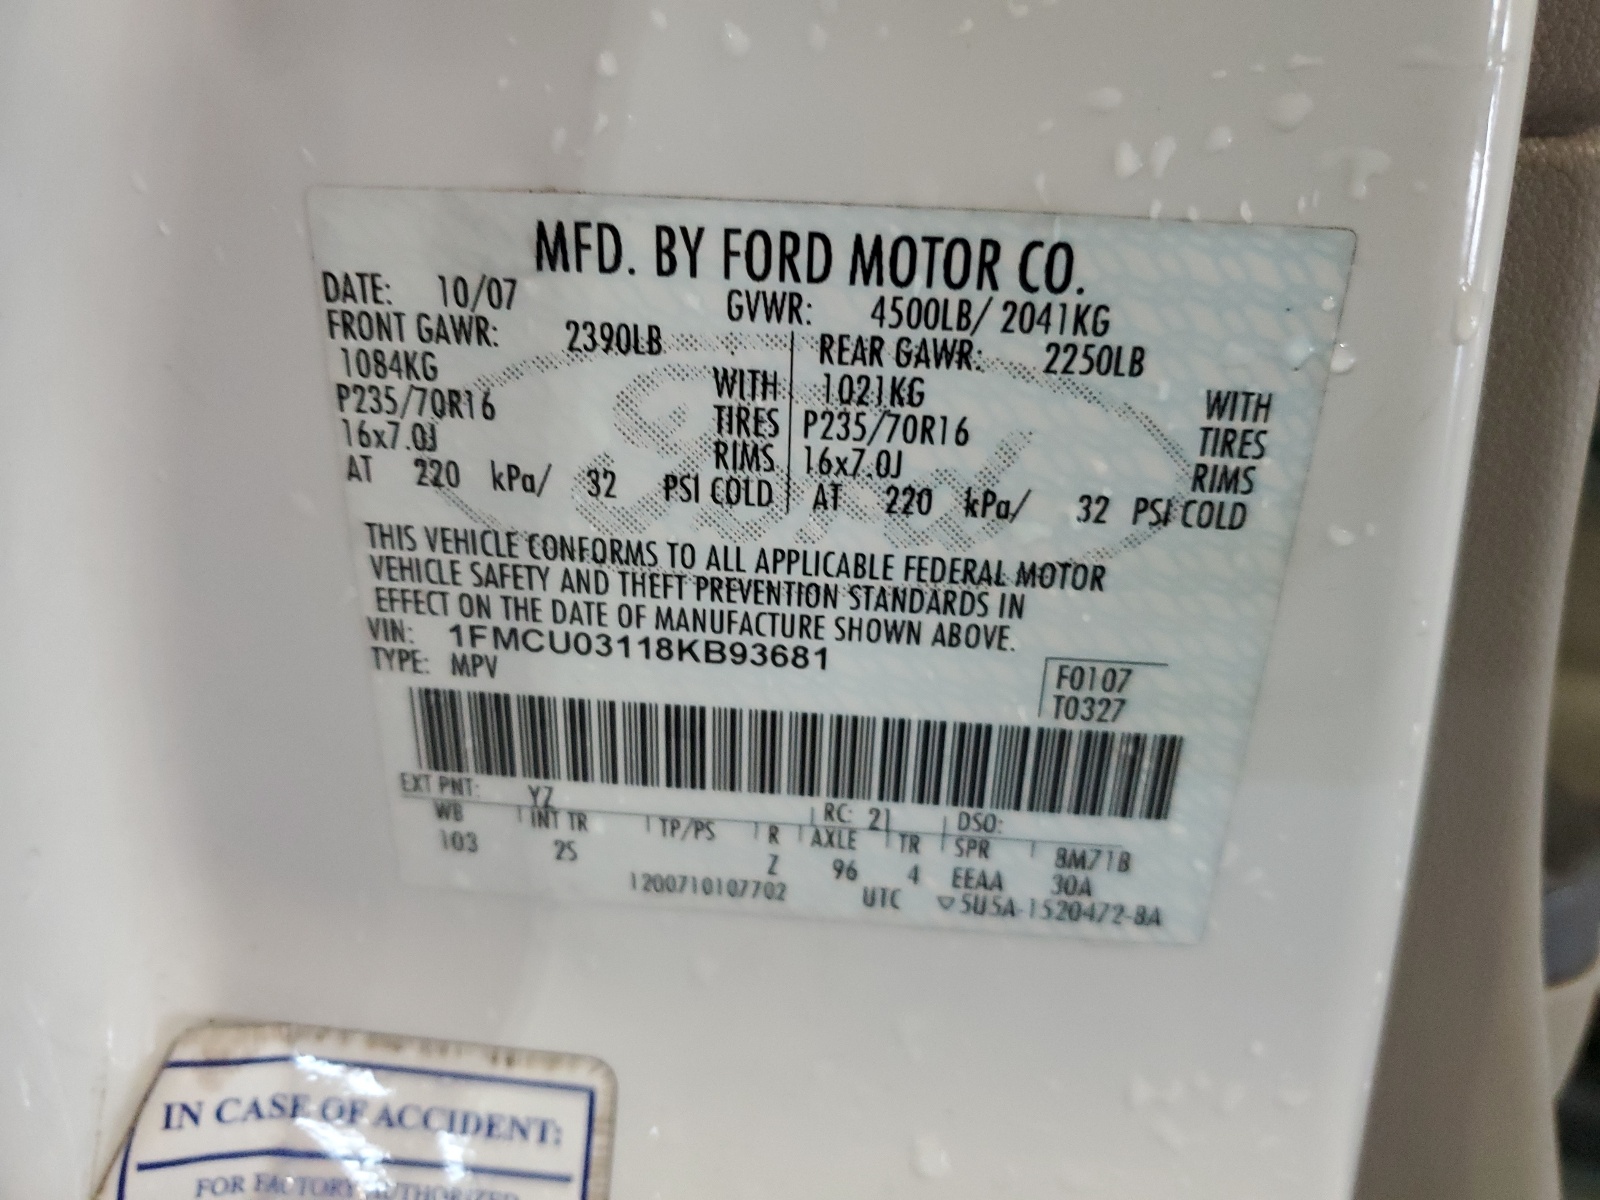 MFD. BY FORD MOTOR CO.
DATE: 10/07 GVWR: 4500LB/ 2041KG
FRONT GAWR: 2390LB REAR GAWR: 2250LB
1084KG WITH 1021KG WITH
P235/70R16 TIRES P235/70R16 TIRES
16x7.0J RIMS 16x7.0J RIMS
AT 220 kPa/ 32 PSI COLD AT 220 kPa/ 32 PSI COLD
Ford
THIS VEHICLE CONFORMS TO ALL APPLICABLE FEDERAL MOTOR
VEHICLE SAFETY AND THEFT PREVENTION STANDARDS IN
EFFECT ON THE DATE OF MANUFACTURE SHOWN ABOVE.
VIN: 1FMCU03118KB93681
TYPE: MPV
F0107
T0327
EXT PNT: YZ RC: 21 DSO:
WB INT TR TP/PS R AXLE TR SPR 8M71B
103 2S Z 96 4 EEAA 30A
1200710107702 UTC ▽5U5A-1520472-BA
IN CASE OF ACCIDENT:
FOR FACTORY AUTHORIZED